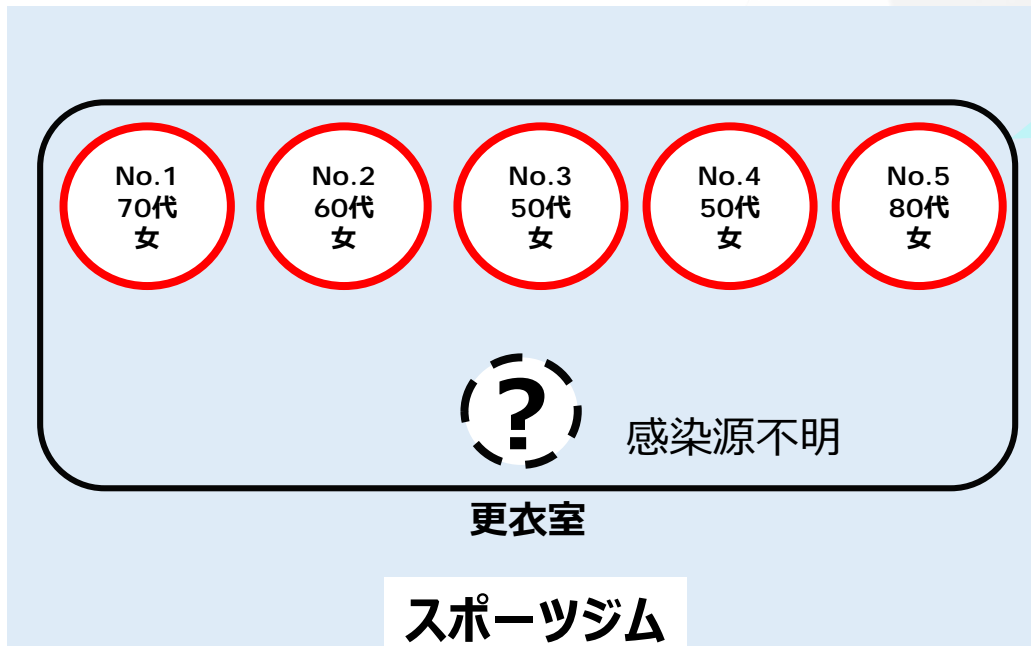 No.1
70代
女
No.2
60代
女
No.3
50代
女
No.4
50代
女
No.5
80代
女
?
感染源不明
更衣室
スポーツジム